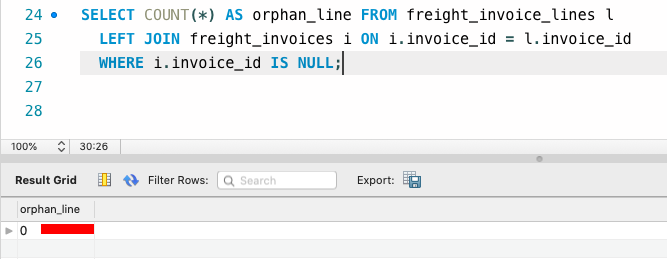 24 SELECT COUNT(*) AS orphan_line FROM freight_invoice_lines l
25 LEFT JOIN freight_invoices i ON i.invoice_id = l.invoice_id
26 WHERE i.invoice_id IS NULL;
27
28
100% 30:26
Result Grid Filter Rows: Search Export:
orphan_line
0